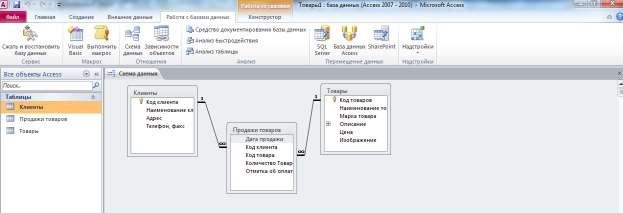 Работа со связями
Товары1 : база данных (Access 2007 - 2010) - Microsoft Access
Файл Главная Создание Внешние данные Работа с базами данных Конструктор
Сжать и восстановить базу данных
Visual Basic
Выполнить макрос
Схема данных
Зависимости объектов
Средство документирования базы данных
Анализ быстродействия
Анализ таблицы
SQL Server
База данных Access
SharePoint
Надстройки
Сервис Макрос Отношения Анализ Перемещение данных Надстройки
Все объекты Access
Поиск...
Таблицы
Клиенты
Продажи товаров
Товары
Схема данных
Клиенты
Код клиента
Наименование кл
Адрес
Телефон, факс
1
∞
Продажи товаров
Дата продажи
Код клиента
Код товара
Количество Товар
Отматка об оплат
∞
1
Товары
Код товаров
Наименование то
Марка товара
Описание
Цена
Изображение